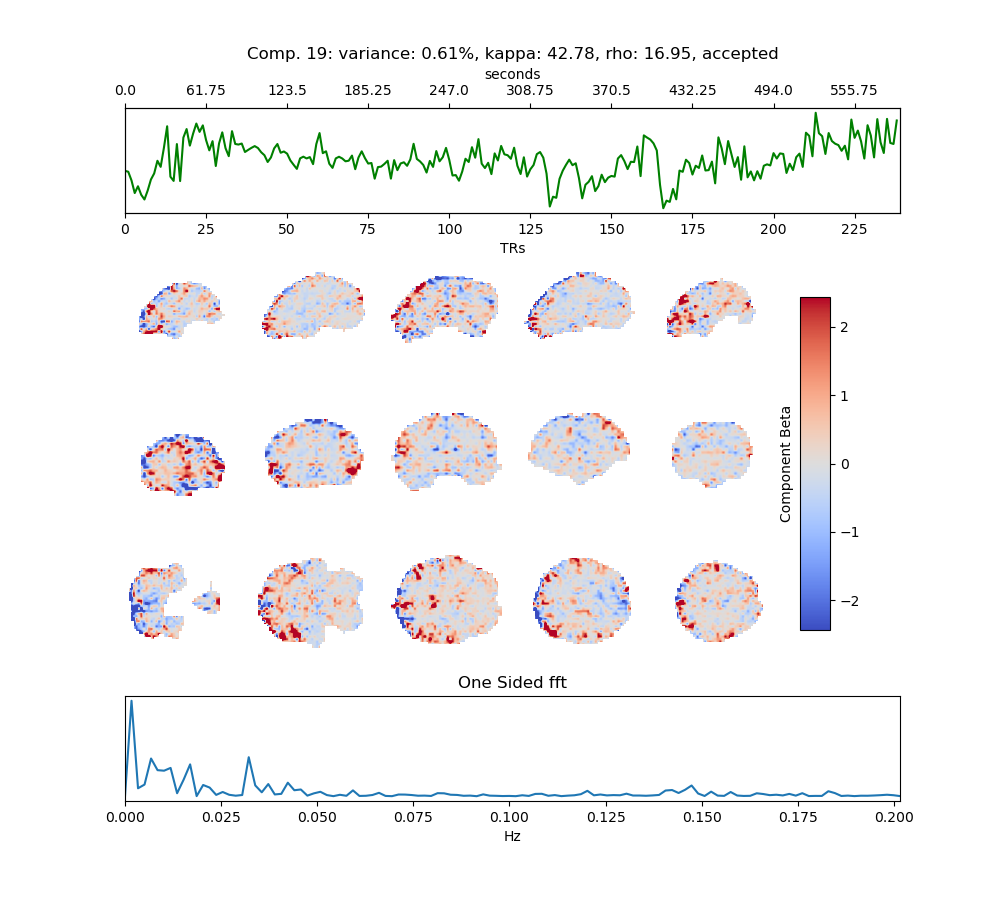 Comp. 19: variance: 0.61%, kappa: 42.78, rho: 16.95, accepted
seconds
0.0 61.75 123.5 185.25 247.0 308.75 370.5 432.25 494.0 555.75
0 25 50 75 100 125 150 175 200 225
TRs
2
1
0
−1
−2
Component Beta
One Sided fft
0.000 0.025 0.050 0.075 0.100 0.125 0.150 0.175 0.200
Hz